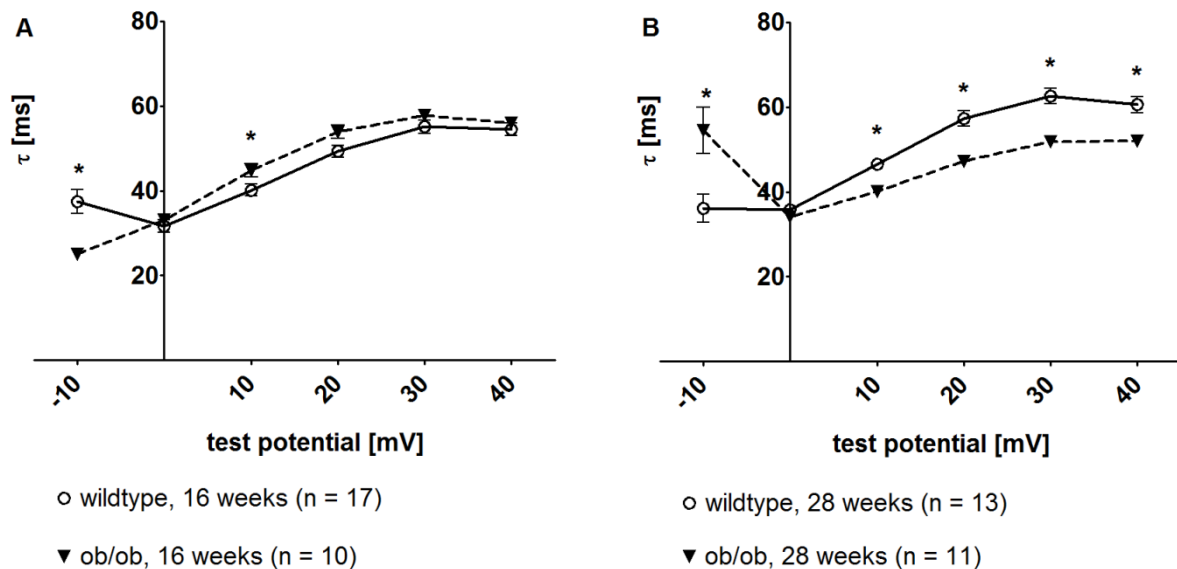 A
τ [ms]
80
60
40
20
*
*
-10
10
20
30
40
test potential [mV]
wildtype, 16 weeks (n = 17)
ob/ob, 16 weeks (n = 10)
B
τ [ms]
80
60
40
20
*
*
*
*
*
-10
10
20
30
40
test potential [mV]
wildtype, 28 weeks (n = 13)
ob/ob, 28 weeks (n = 11)